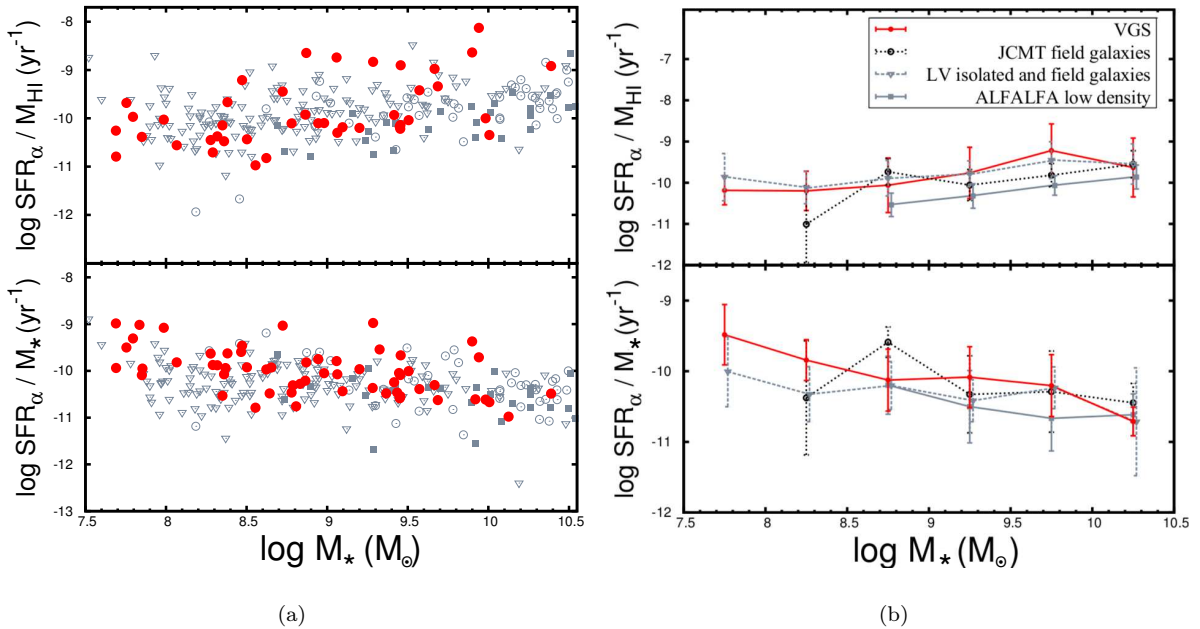 log SFRα / MHI (yr-1)
-8
-9
-10
-11
-12
log SFRα / M* (yr-1)
-8
-9
-10
-11
-12
-13
7.5 8 8.5 9 9.5 10 10.5
log M* (M⊙)
(a)
log SFRα / MHI (yr-1)
-7
-8
-9
-10
-11
-12
VGS
JCMT field galaxies
LV isolated and field galaxies
ALFALFA low density
log SFRα / M* (yr-1)
-9
-10
-11
-12
7.5 8 8.5 9 9.5 10 10.5
log M* (M⊙)
(b)